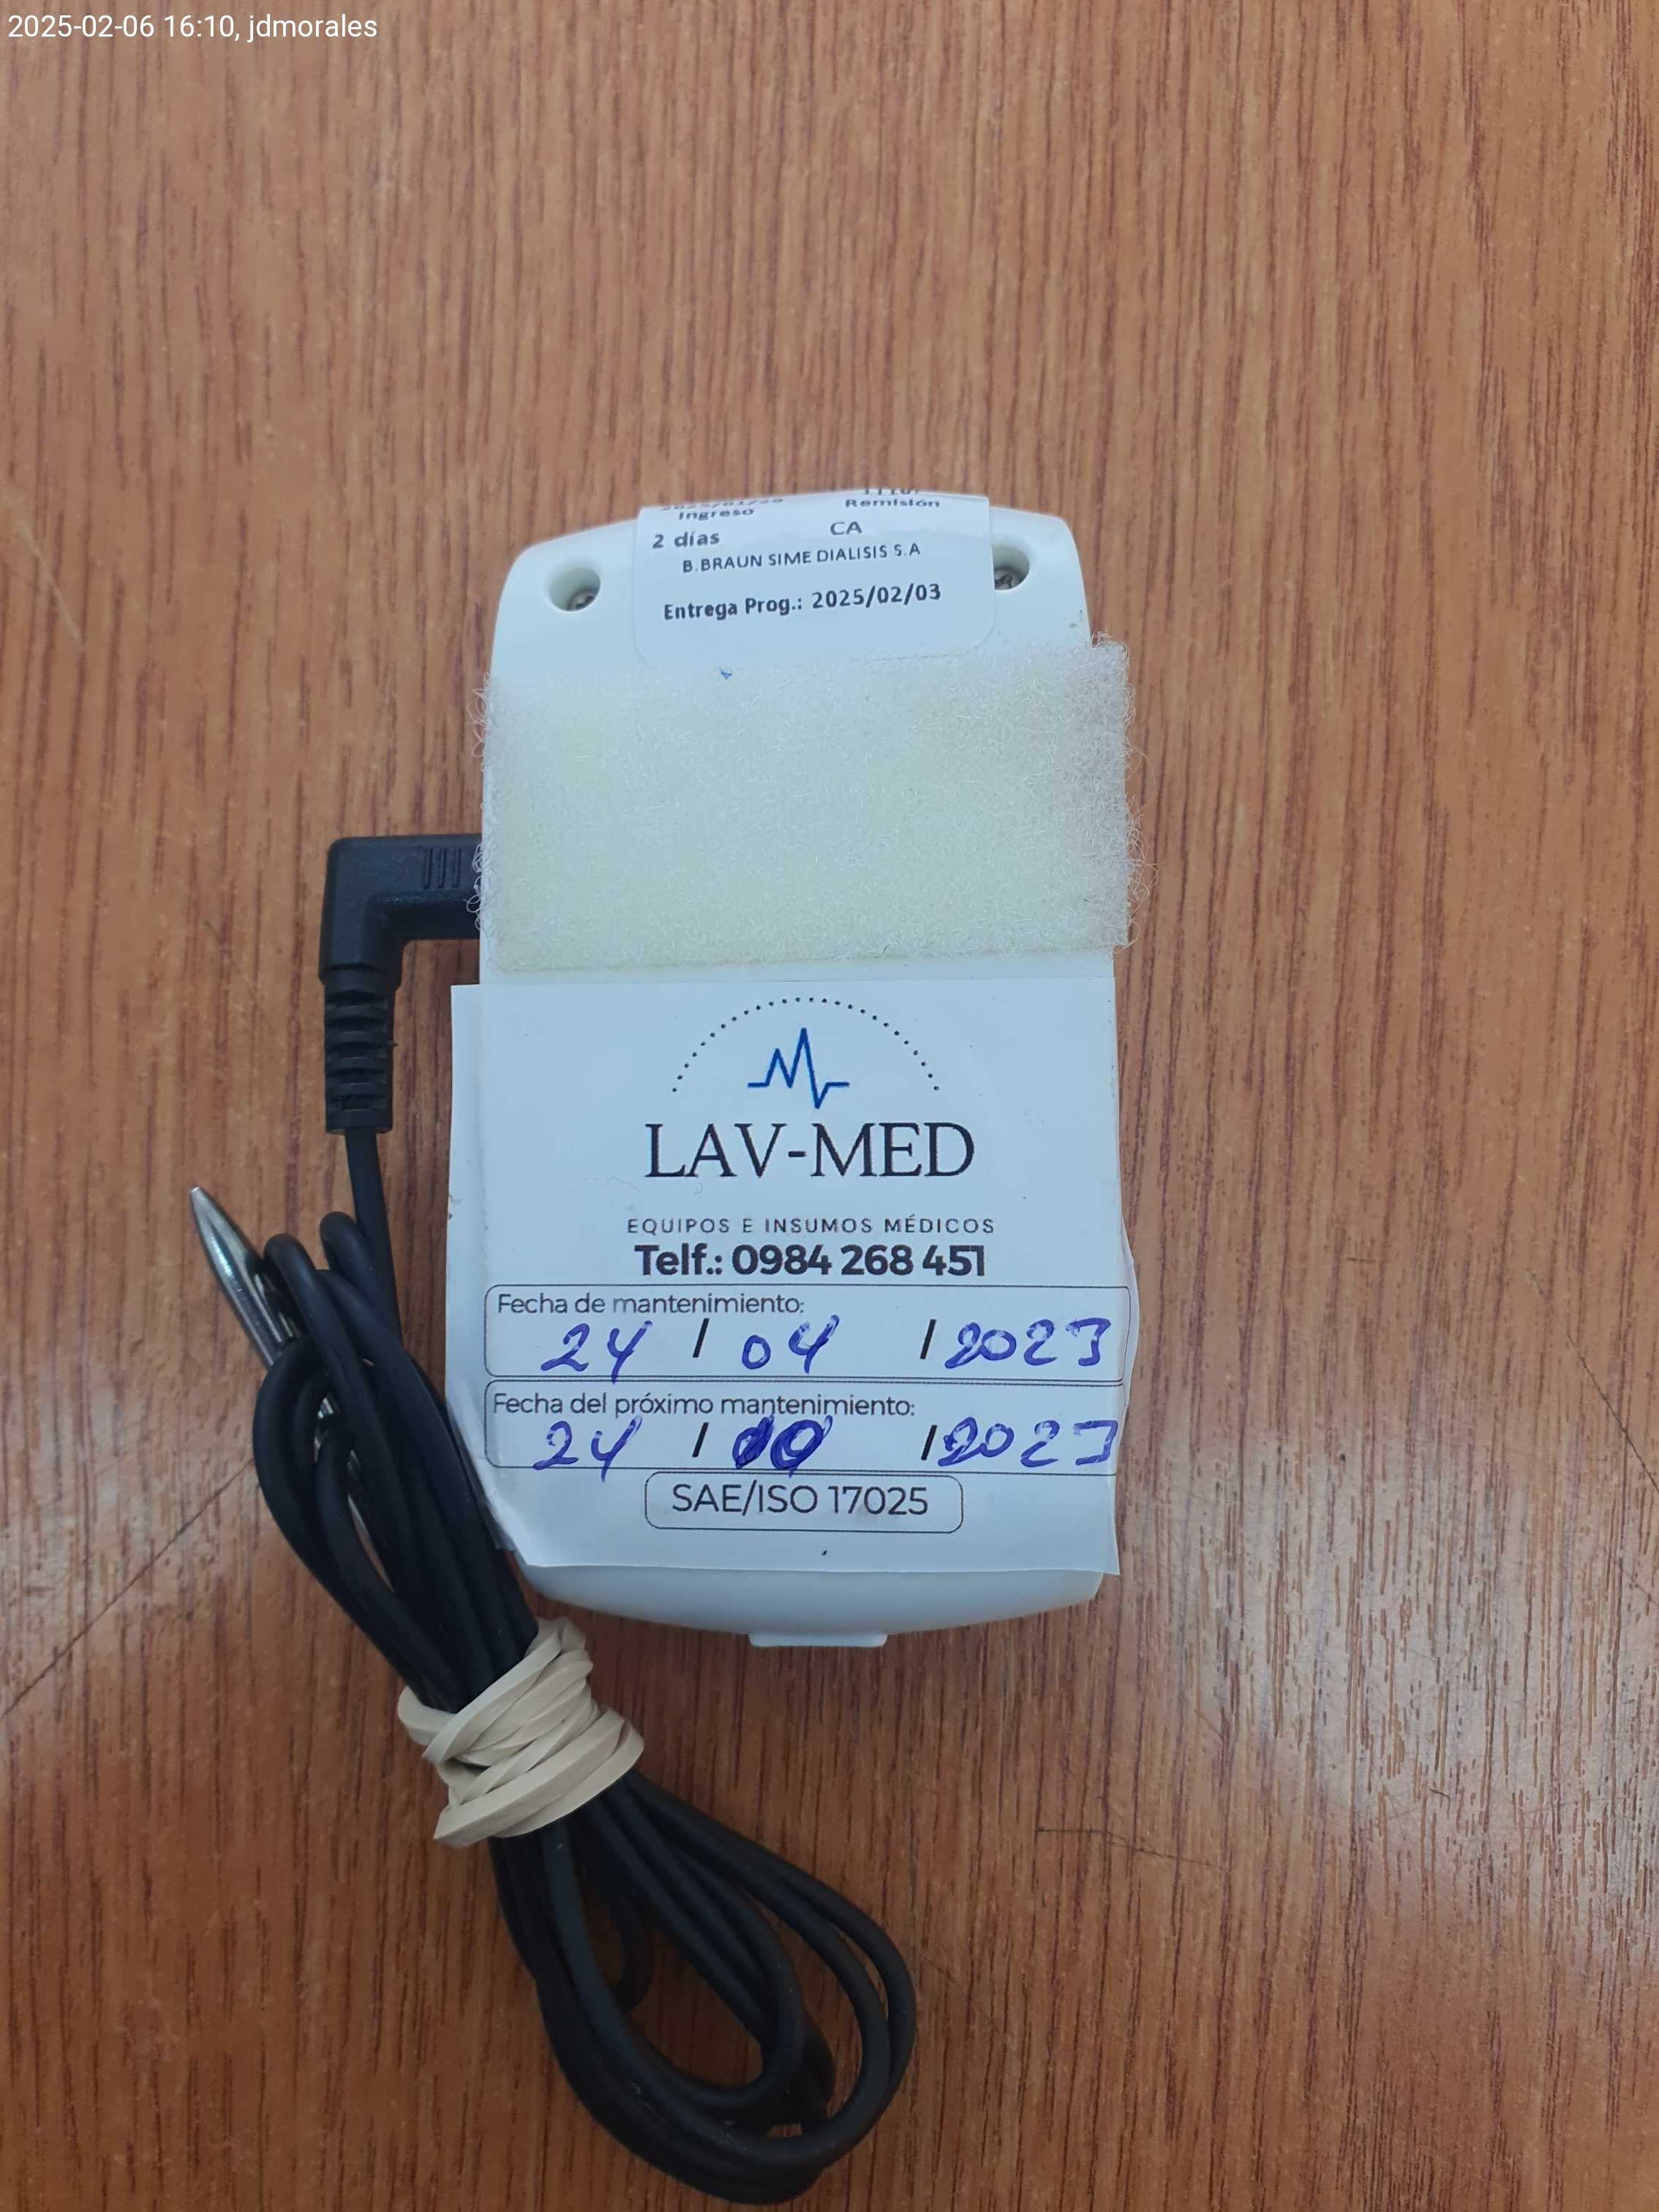 2025-02-06 16:10, jdmorales
Ingreso
Remisión
2 días
CA
B.BRAUN SIME DIALISIS S.A
Entrega Prog.: 2025/02/03
LAV-MED
EQUIPOS E INSUMOS MÉDICOS
Telf.: 0984 268 451
Fecha de mantenimiento:
24 / 04 / 2023
Fecha del próximo mantenimiento:
24 / 10 / 2023
SAE/ISO 17025